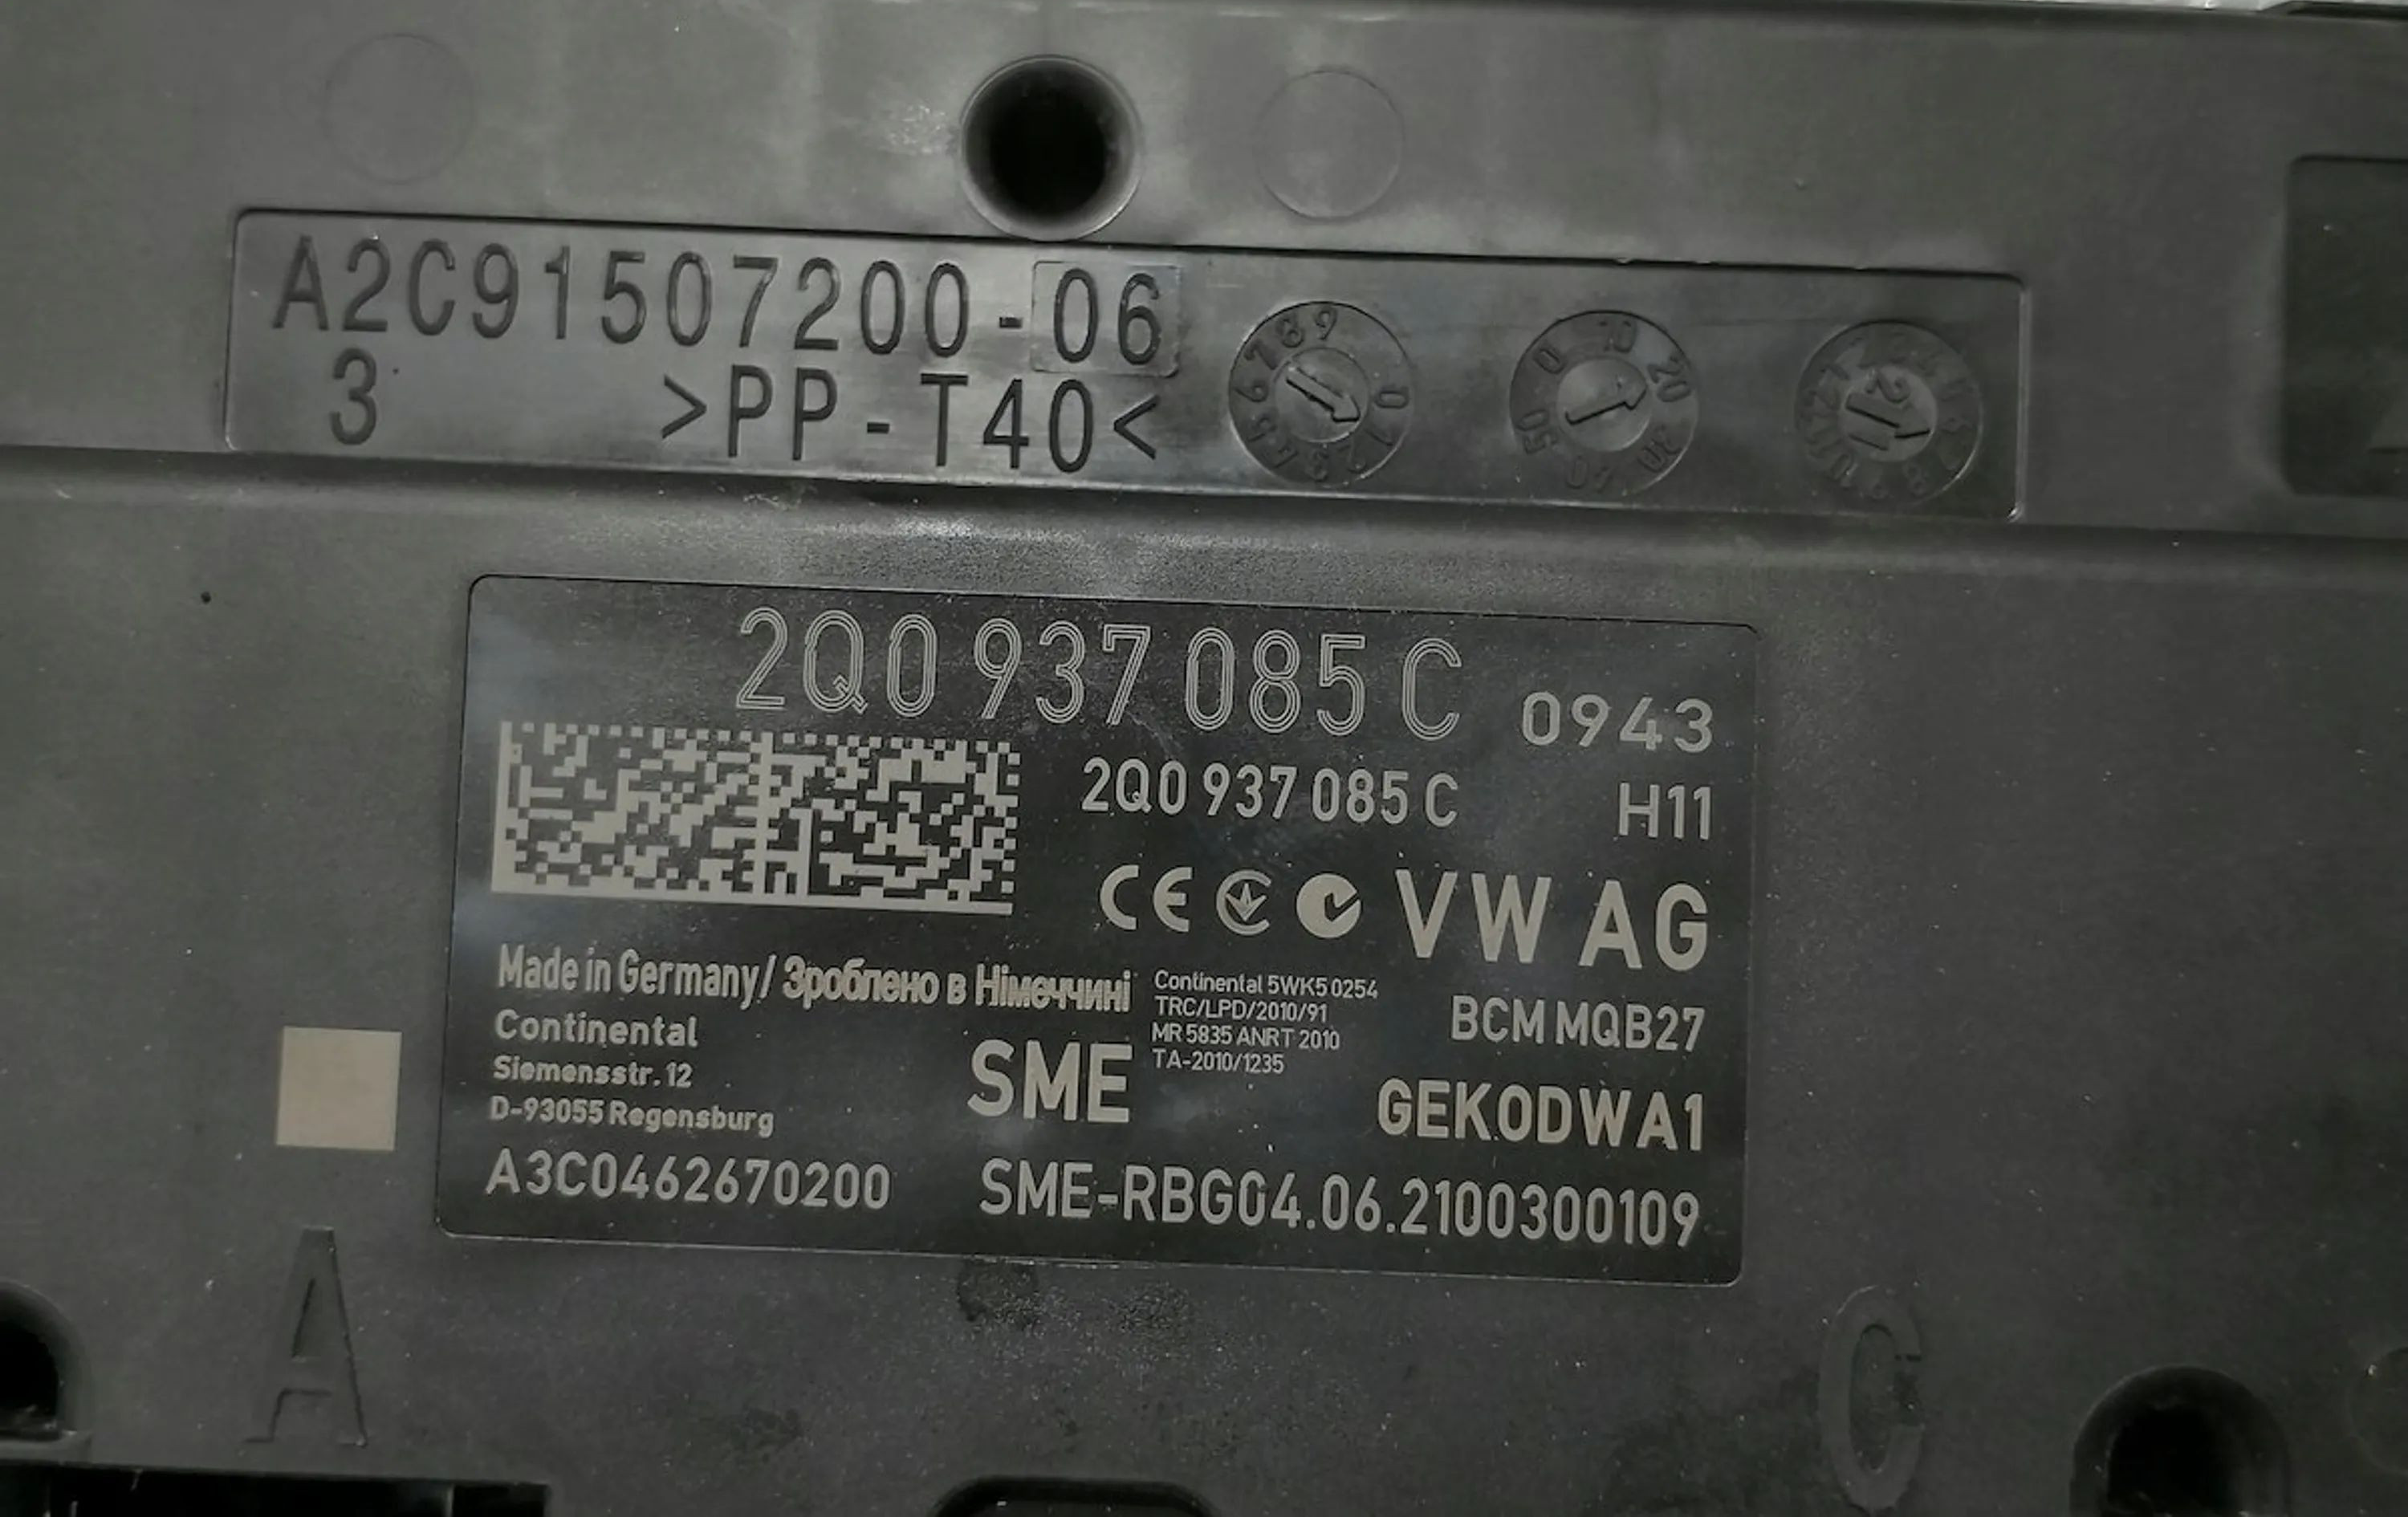 A2C91507200-06
3 >PP-T40<
2Q0 937 085 C 0943
2Q0 937 085 C H11
CE VW AG
Made in Germany/ Зроблено в Німеччині
Continental
Siemensstr. 12
D-93055 Regensburg
Continental 5WK5 0254
TRC/LPD/2010/91
MR 5835 ANRT 2010
TA-2010/1235
SME
BCM MQB27
GEKODWA1
A3C0462670200 SME-RBG04.06.2100300109
A
C